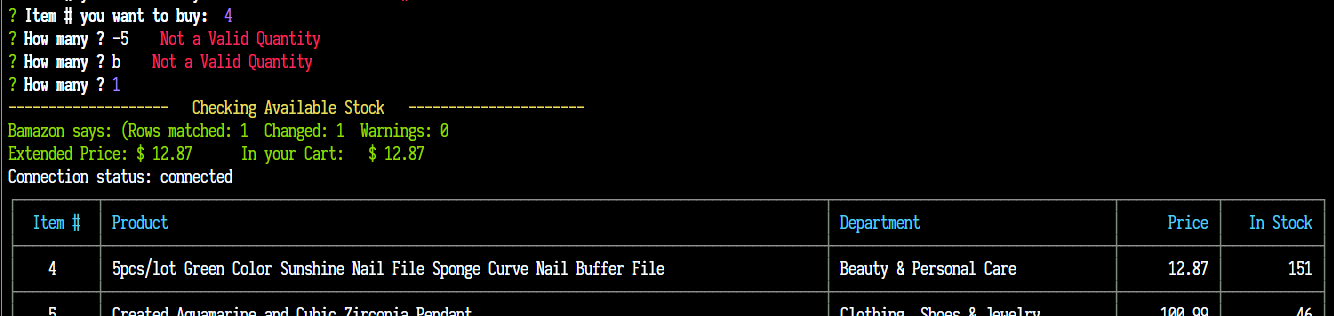 ? Item # you want to buy: 4
? How many ? -5 Not a Valid Quantity
? How many ? b Not a Valid Quantity
? How many ? 1
-------------------- Checking Available Stock ----------------------
Bamazon says: (Rows matched: 1 Changed: 1 Warnings: 0
Extended Price: $ 12.87 In your Cart: $ 12.87
Connection status: connected
Item # Product Department Price In Stock
4 5pcs/lot Green Color Sunshine Nail File Sponge Curve Nail Buffer File Beauty & Personal Care 12.87 151
5 Created Aquamarine and Cubic Zirconia Pendant Clothing, Shoes & Jewelry 100.99 46